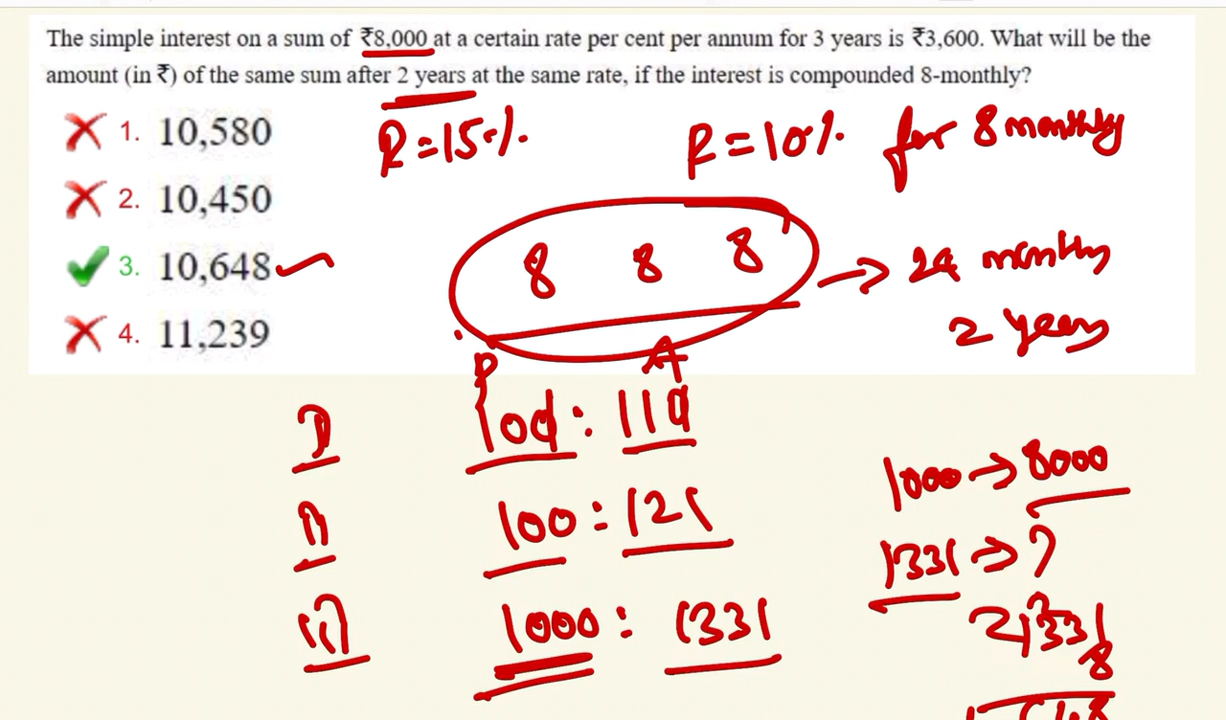 The simple interest on a sum of ₹8,000 at a certain rate per cent per annum for 3 years is ₹3,600. What will be the
amount (in ₹) of the same sum after 2 years at the same rate, if the interest is compounded 8-monthly?
1. 10,580
2. 10,450
3. 10,648
4. 11,239
R=15%. R=10% for 8 monthly
8 8 8 → 24 monthly
2 years
P A
I 100 : 110
II 100 : 121
III 1000 : 1331
1000 → 8000
1331 → ?
1331
8